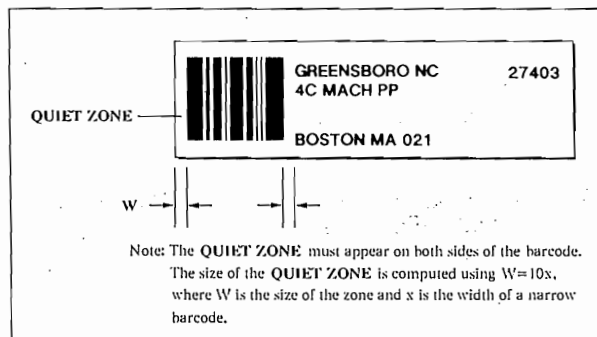 GREENSBORO NC 27403
4C MACH PP
QUIET ZONE
BOSTON MA 021
W
Note: The QUIET ZONE must appear on both sides of the barcode.
The size of the QUIET ZONE is computed using W=10x,
where W is the size of the zone and x is the width of a narrow
barcode.